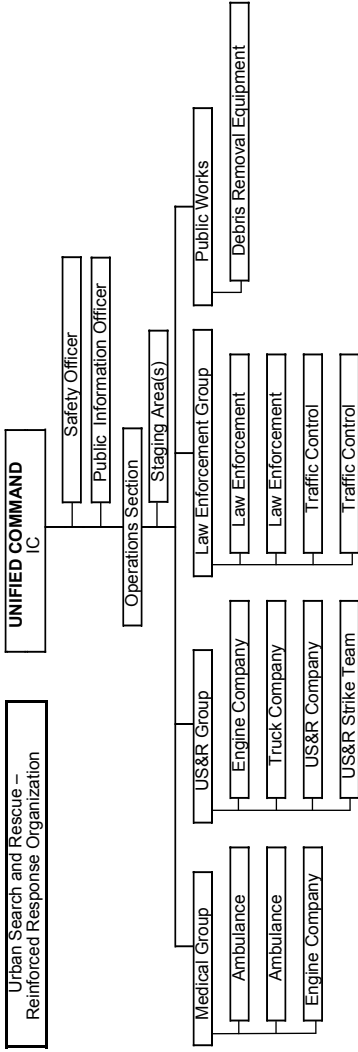 Urban Search and Rescue –
Reinforced Response Organization
UNIFIED COMMAND
IC
Safety Officer
Public Information Officer
Operations Section
Staging Area(s)
Medical Group
Ambulance
Ambulance
Engine Company
US&R Group
Engine Company
Truck Company
US&R Company
US&R Strike Team
Law Enforcement Group
Law Enforcement
Law Enforcement
Traffic Control
Traffic Control
Public Works
Debris Removal Equipment